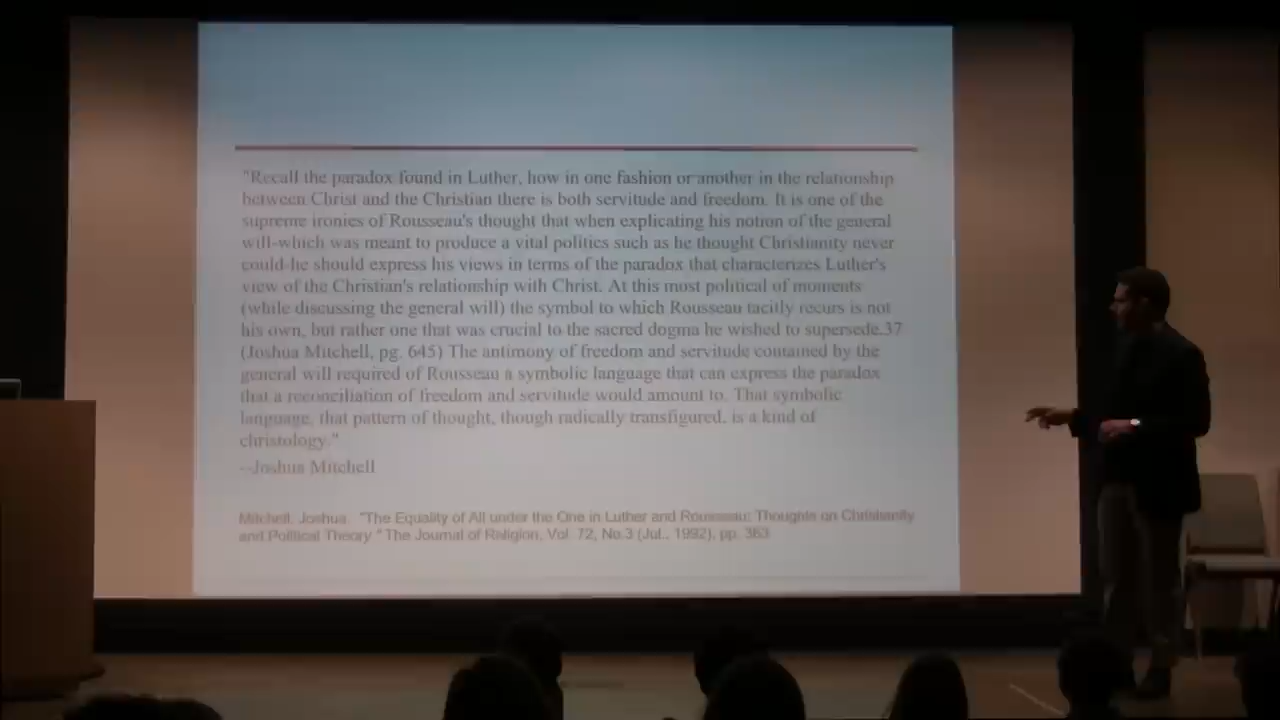 "Recall the paradox found in Luther, how in one fashion or another in the relationship
between Christ and the Christian there is both servitude and freedom. It is one of the
supreme ironies of Rousseau's thought that when explicating his notion of the general
will-which was meant to produce a vital politics such as he thought Christianity never
could-he should express his views in terms of the paradox that characterizes Luther's
view of the Christian's relationship with Christ. At this most political of moments
(while discussing the general will) the symbol to which Rousseau tacitly recurs is not
his own, but rather one that was crucial to the sacred dogma he wished to supersede.37
(Joshua Mitchell, pg. 645) The antimony of freedom and servitude contained by the
general will required of Rousseau a symbolic language that can express the paradox
that a reconciliation of freedom and servitude would amount to. That symbolic
language, that pattern of thought, though radically transfigured, is a kind of
christology."
--Joshua Mitchell
Mitchell, Joshua. "The Equality of All under the One in Luther and Rousseau: Thoughts on Christianity
and Political Theory." The Journal of Religion, Vol. 72, No.3 (Jul., 1992), pp. 363